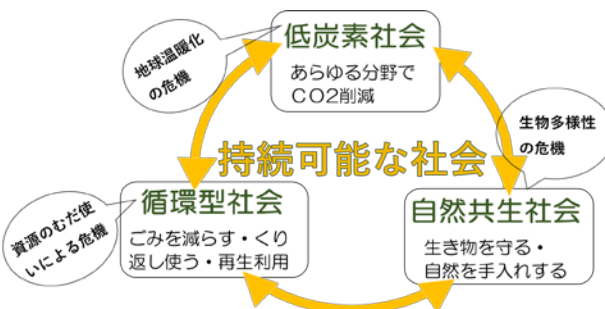 低炭素社会
あらゆる分野で
ＣＯ2削減
地球温暖化
の危機
持続可能な社会
生物多様性
の危機
循環型社会
ごみを減らす・くり
返し使う・再生利用
資源のむだ使
いによる危機
自然共生社会
生き物を守る・
自然を手入れする